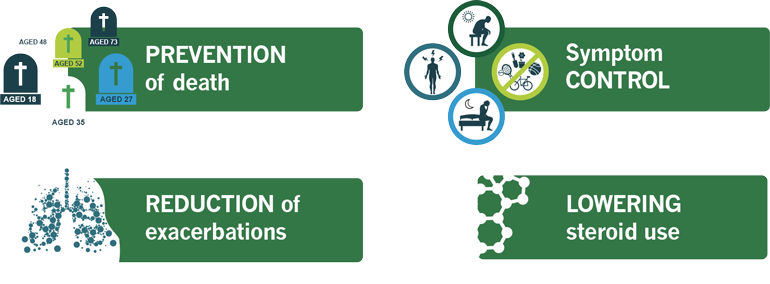 AGED 48
AGED 73
AGED 52
AGED 18
AGED 27
AGED 35
PREVENTION
of death
Symptom
CONTROL
REDUCTION of
exacerbations
LOWERING
steroid use